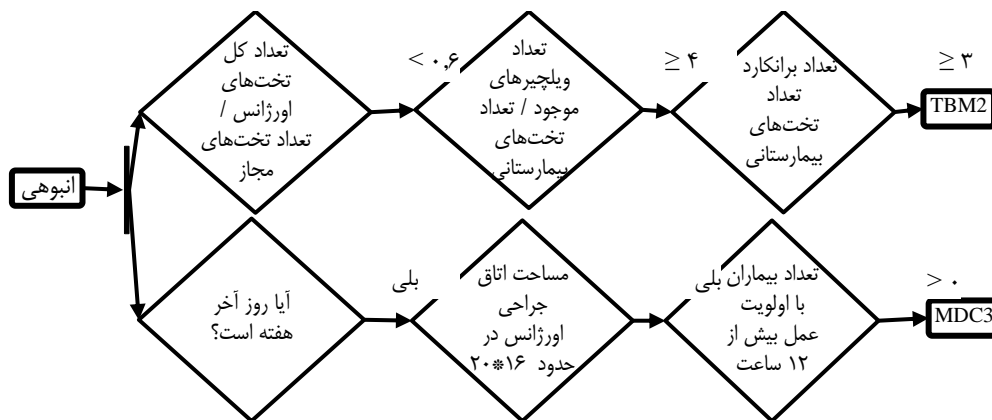 انبوهی
تعداد کل
تخت‌های
اورژانس /
تعداد تخت‌های
مجاز
< ۰٫۶
تعداد
ویلچیرهای
موجود / تعداد
تخت‌های
بیمارستانی
≥ ۴
تعداد برانکارد
تعداد
تخت‌های
بیمارستانی
≥ ۳
TBM2
آیا روز آخر
هفته است؟
بلی
مساحت اتاق
جراحی
اورژانس در
حدود ۱۶*۲۰
بلی
تعداد بیماران
با اولویت
عمل بیش از
۱۲ ساعت
> ۰
MDC3